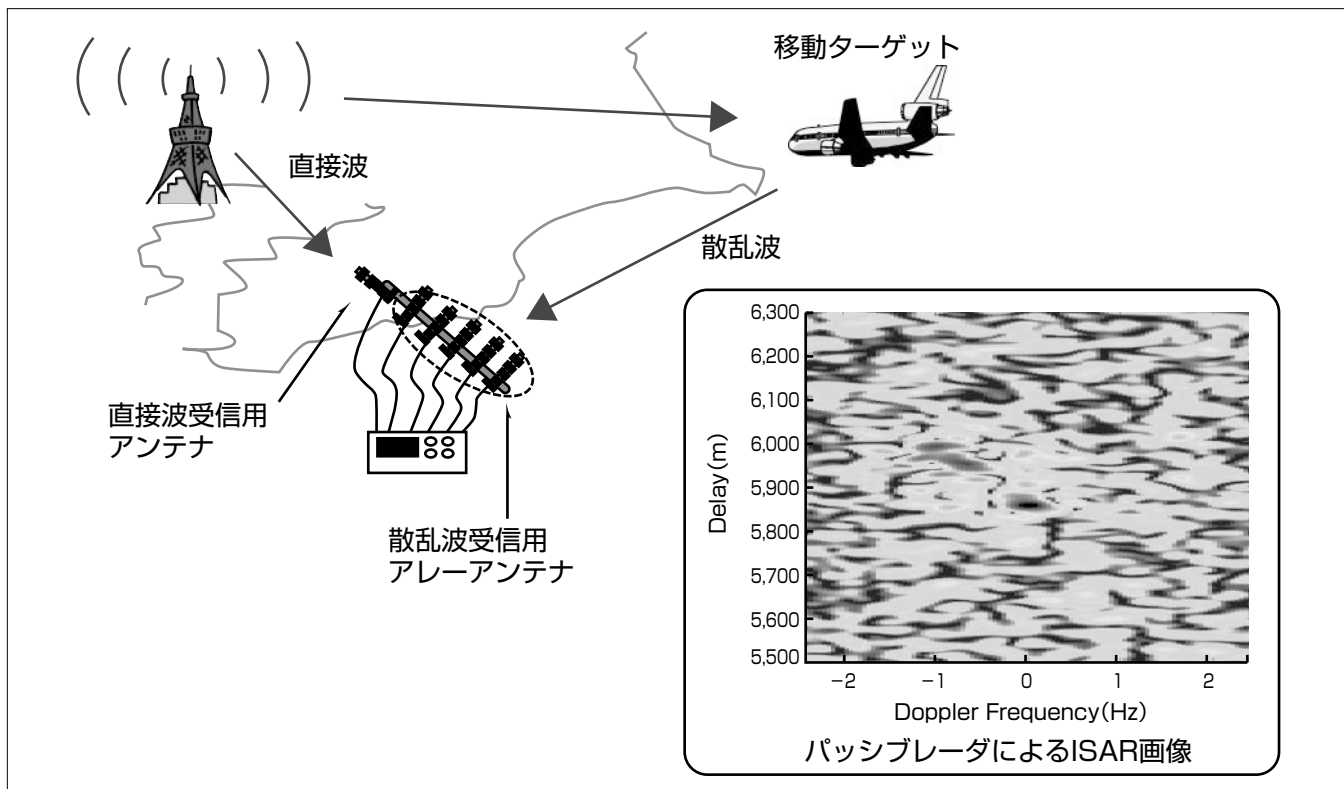 移動ターゲット
直接波
散乱波
直接波受信用
アンテナ
散乱波受信用
アレーアンテナ
6,300
6,200
6,100
6,000
5,900
5,800
5,700
5,600
5,500
Delay(m)
−2 −1 0 1 2
Doppler Frequency(Hz)
パッシブレーダによるISAR画像